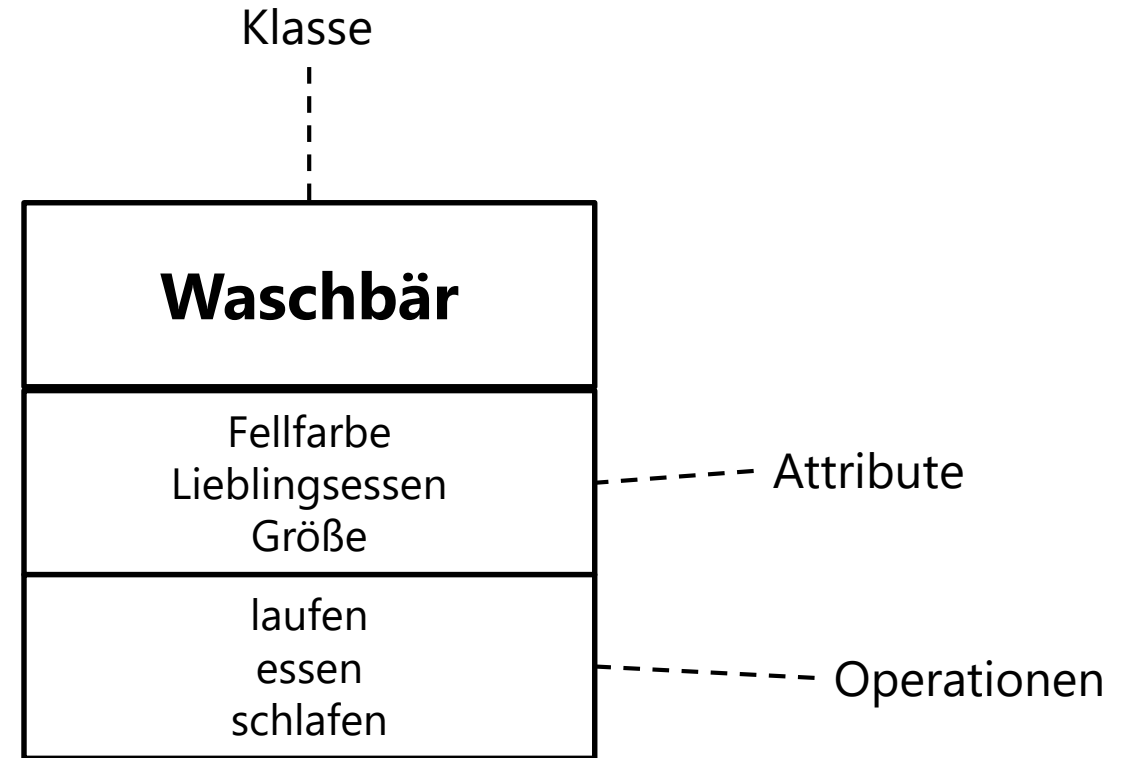 Klasse
Waschbär
Fellfarbe
Lieblingsessen
Größe
Attribute
laufen
essen
schlafen
Operationen